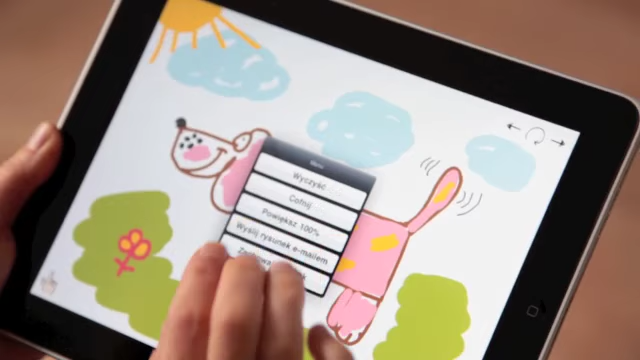 Menu
Wyczyść
Cofnij
Powiększ 100%
Wyślij rysunek e-mailem